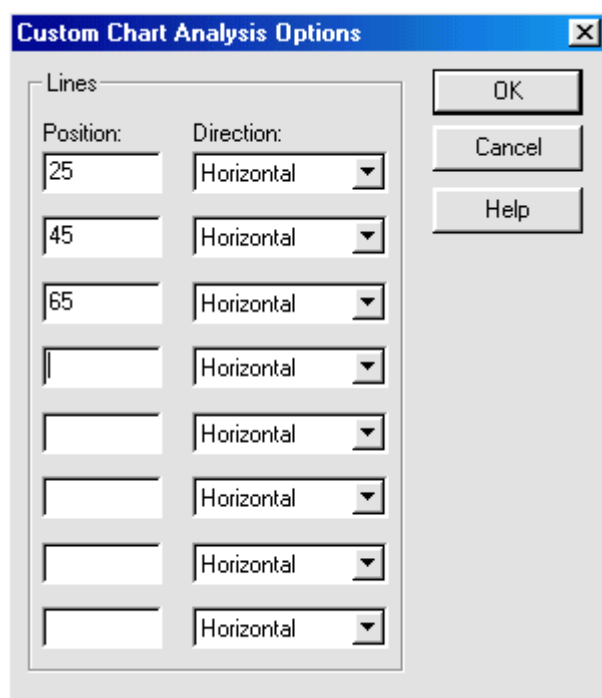 Custom Chart Analysis Options
Lines
Position: Direction:
25 Horizontal
45 Horizontal
65 Horizontal
Horizontal
Horizontal
Horizontal
Horizontal
Horizontal
OK
Cancel
Help